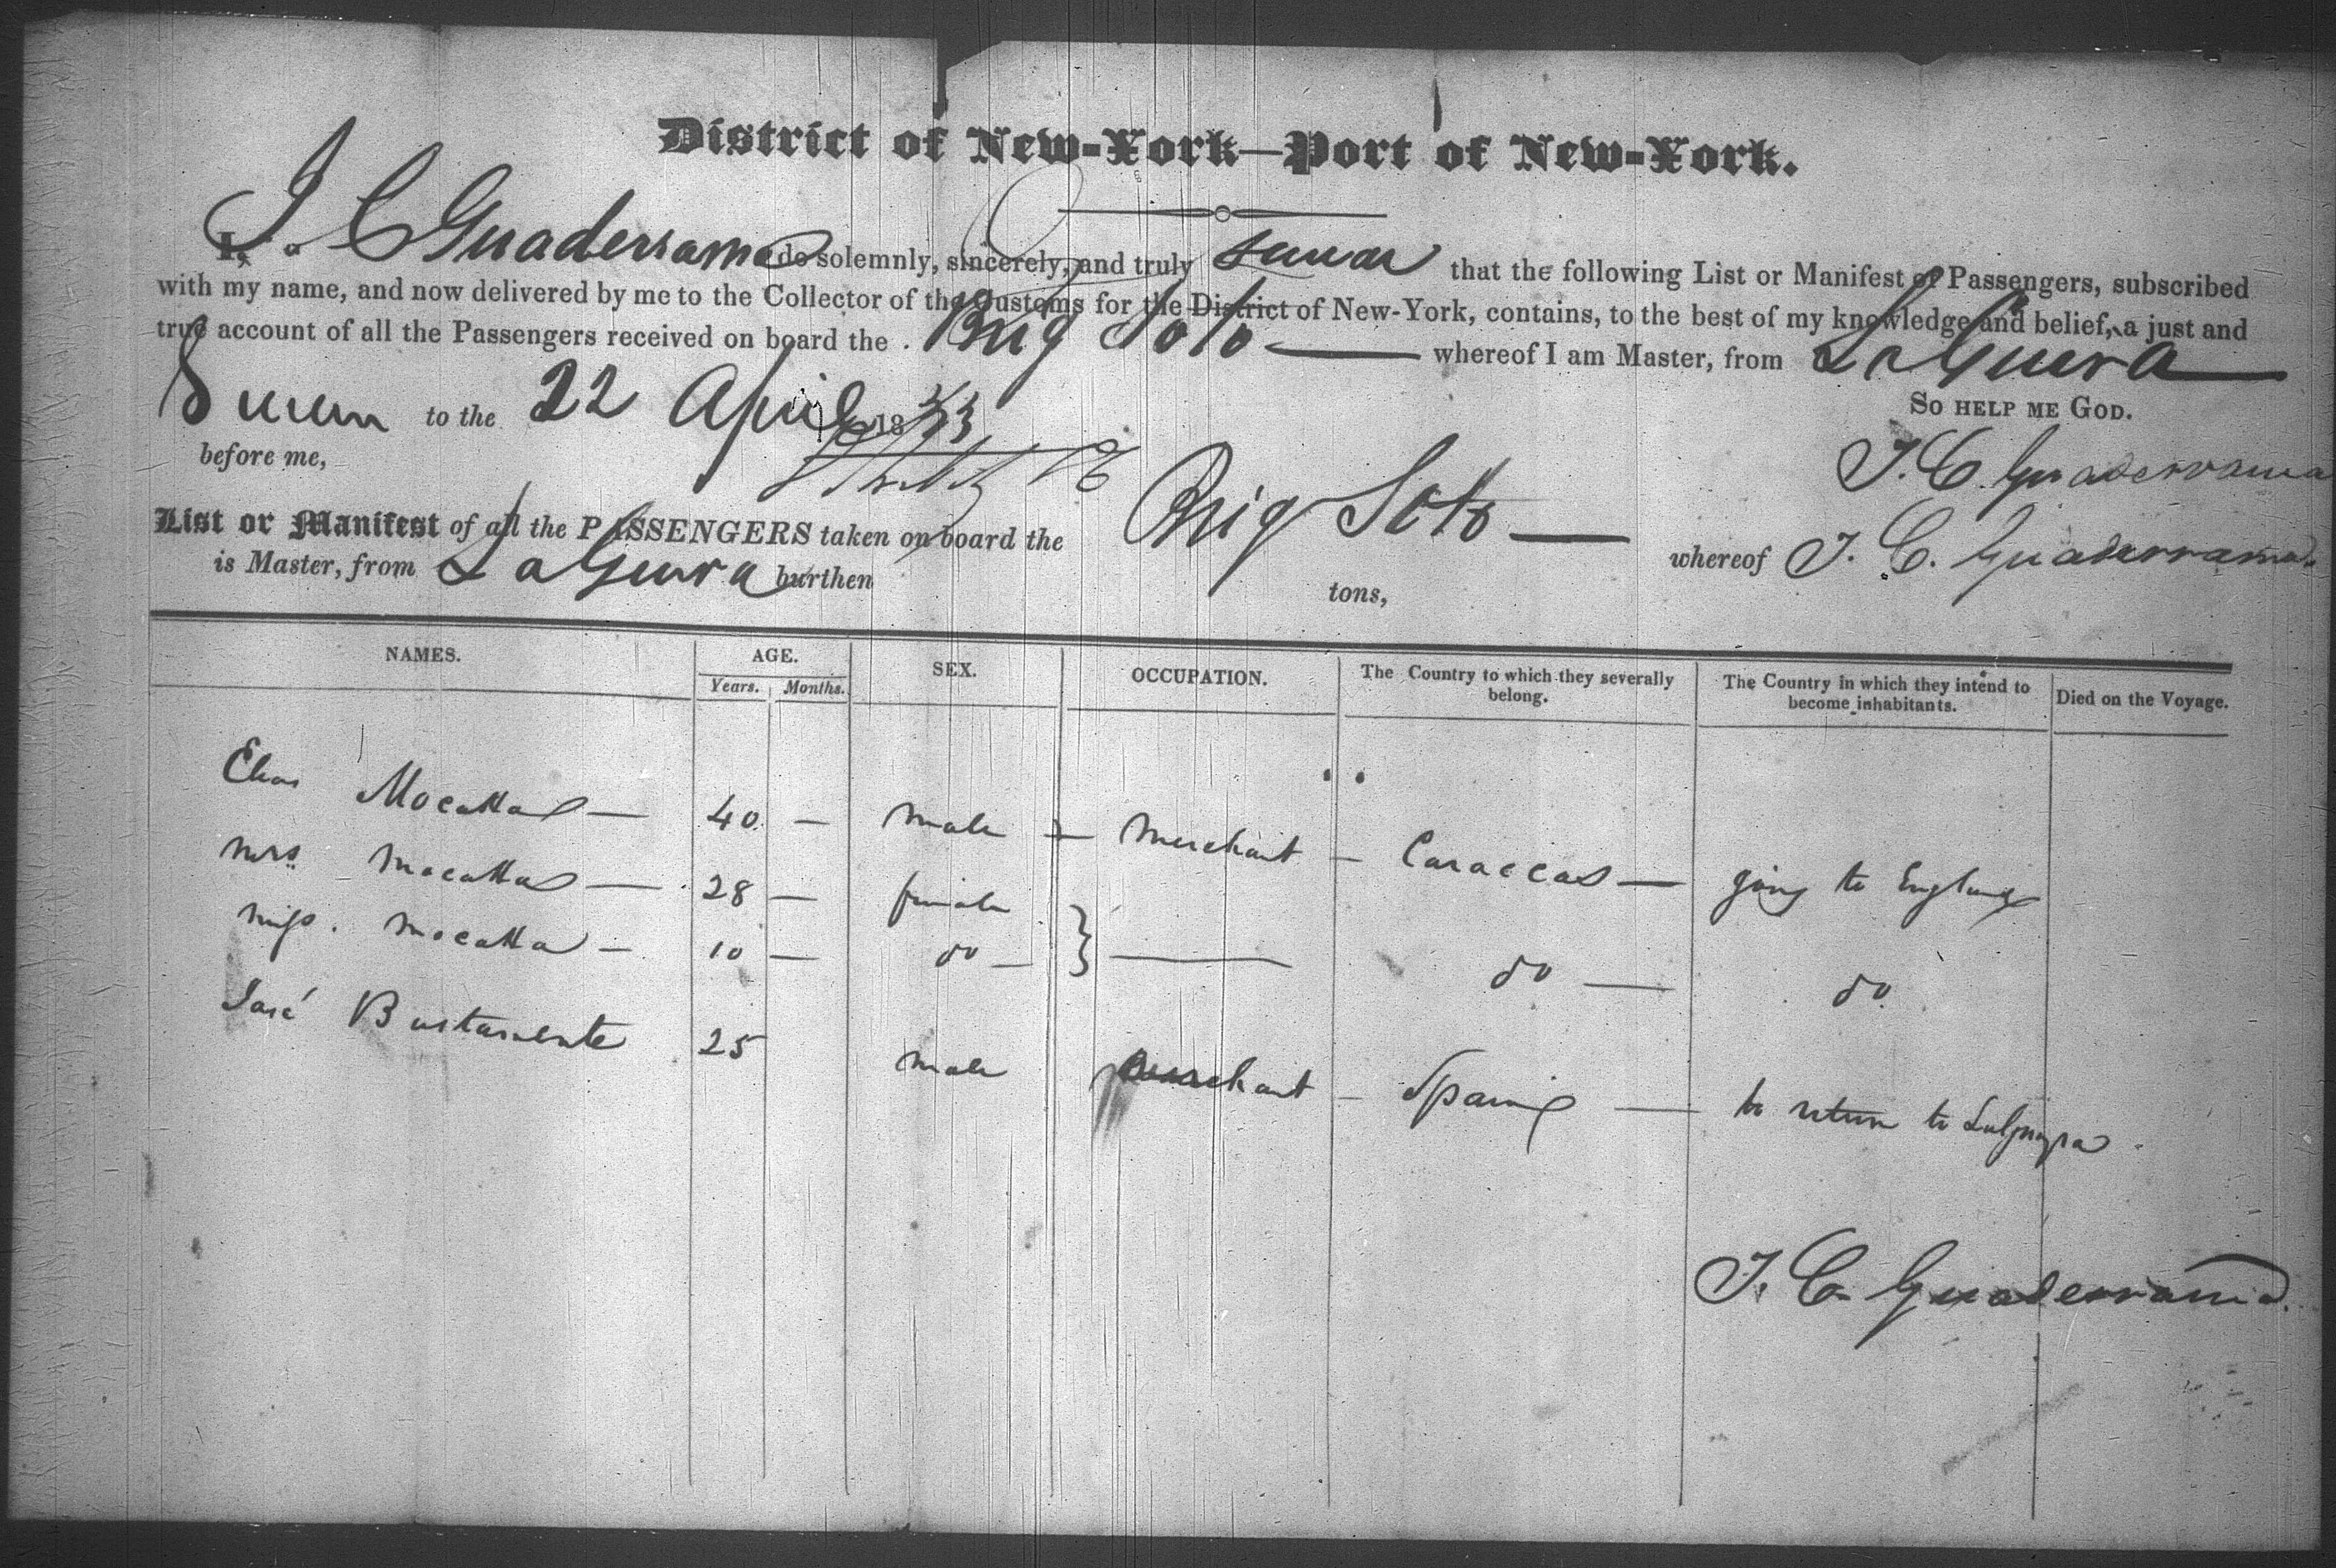 District of New-York—Port of New-York.
I, J. C Guaderrama do solemnly, sincerely, and truly swear that the following List or Manifest of Passengers, subscribed
with my name, and now delivered by me to the Collector of the Customs for the District of New-York, contains, to the best of my knowledge and belief, a just and
true account of all the Passengers received on board the Brig Soto — whereof I am Master, from LaGuira —
So help me God.
Sworn to the 22 April 1833
J. C. Guaderrama
before me,
List or Manifest of all the PASSENGERS taken on board the Brig Soto — whereof J. C. Guaderrama
is Master, from LaGuira burthen tons,
NAMES. AGE. SEX. OCCUPATION. The Country to which they severally belong. The Country in which they intend to become inhabitants. Died on the Voyage.
Years. Months.
Elias Mocatta — 40 — male — merchant — Caraccas — going to England
Mrs Mocatta — 28 — female
Miss. Mocatta — 10 — do — } —— do —— do
José Bustamente 25 male merchant — Spain — to return to LaGuayra
J. C. Guaderrama